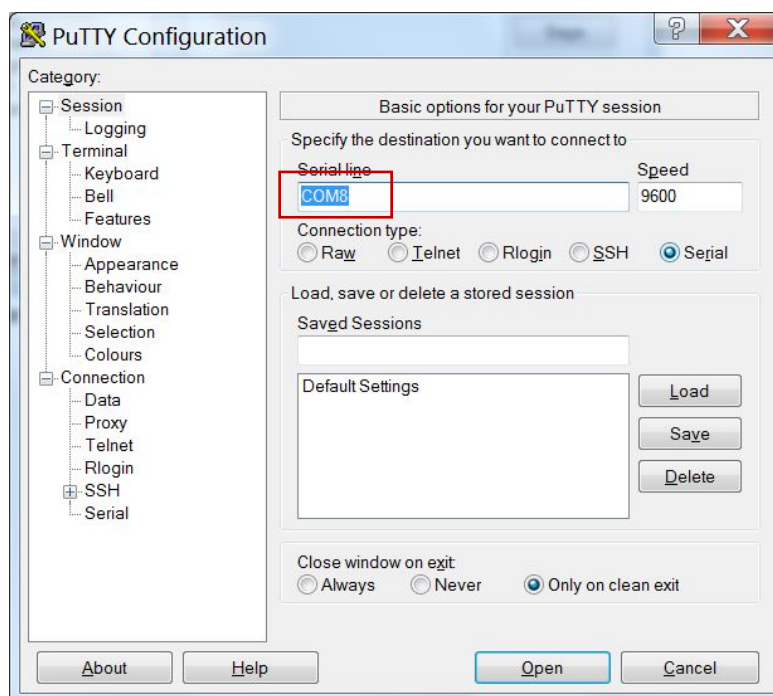 PuTTY Configuration
Category:
Session
Logging
Terminal
Keyboard
Bell
Features
Window
Appearance
Behaviour
Translation
Selection
Colours
Connection
Data
Proxy
Telnet
Rlogin
SSH
Serial
Basic options for your PuTTY session
Specify the destination you want to connect to
Serial line Speed
COM8 9600
Connection type:
Raw Telnet Rlogin SSH Serial
Load, save or delete a stored session
Saved Sessions
Default Settings
Load
Save
Delete
Close window on exit:
Always Never Only on clean exit
About Help Open Cancel